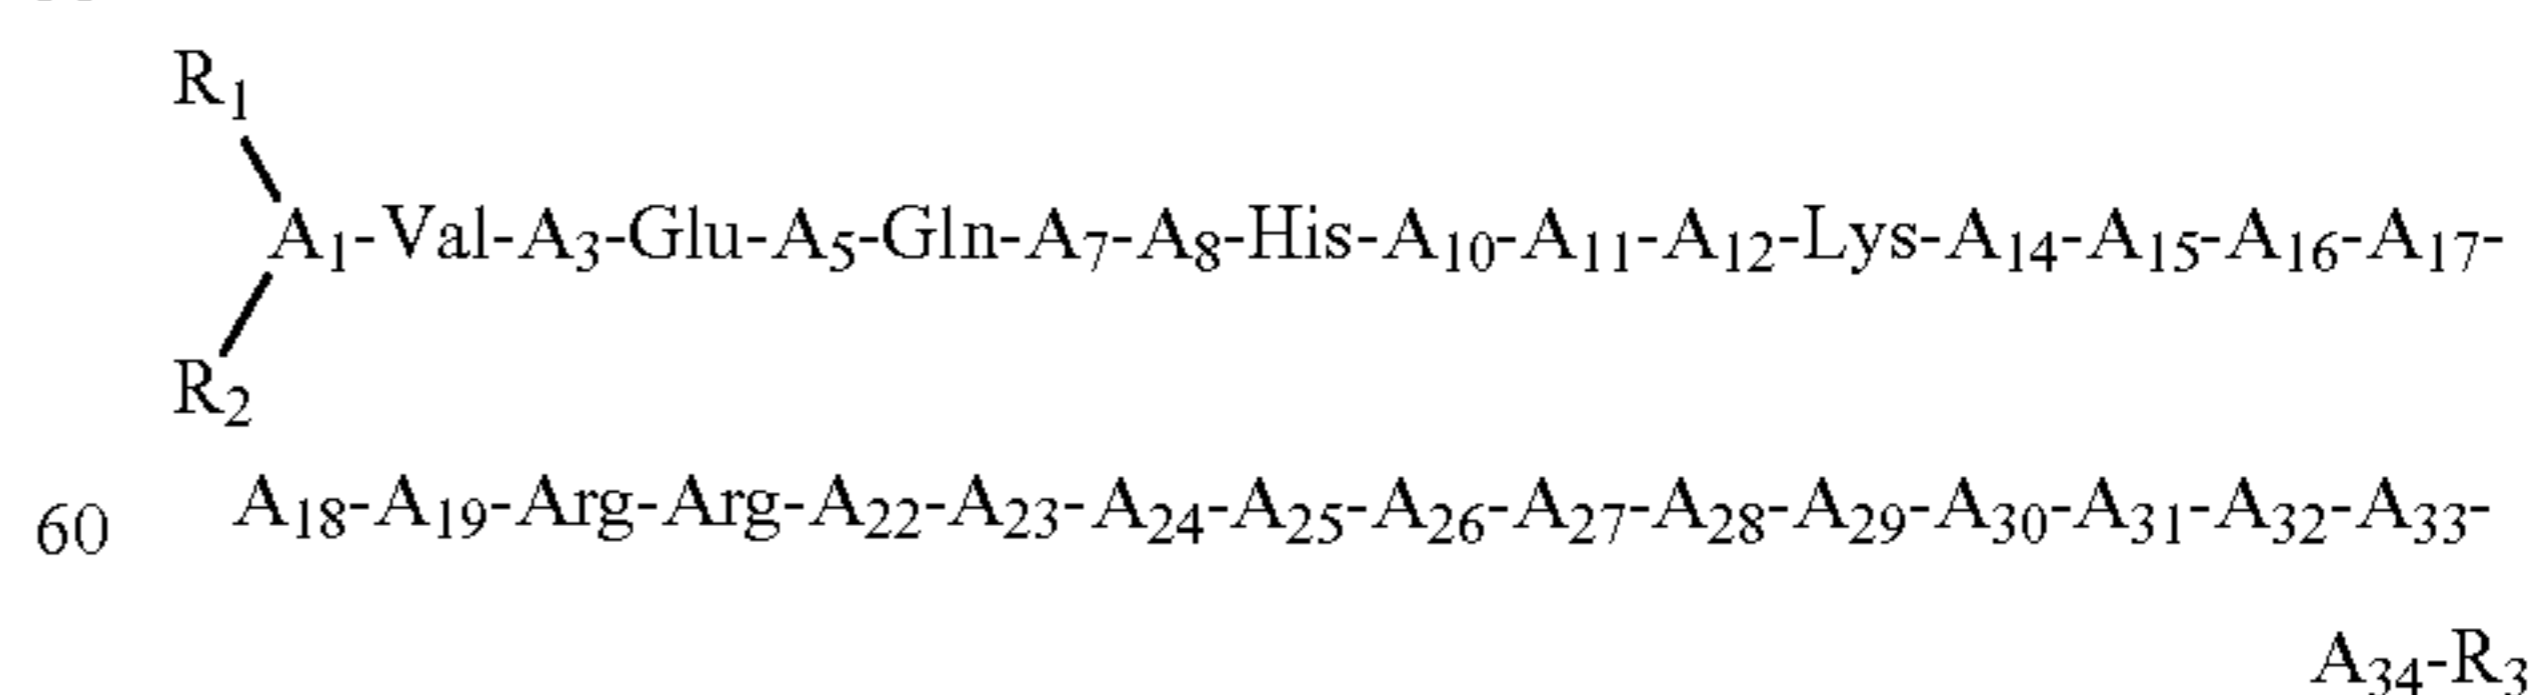 R₁
A₁-Val-A₃-Glu-A₅-Gln-A₇-A₈-His-A₁₀-A₁₁-A₁₂-Lys-A₁₄-A₁₅-A₁₆-A₁₇-
R₂
60 A₁₈-A₁₉-Arg-Arg-A₂₂-A₂₃-A₂₄-A₂₅-A₂₆-A₂₇-A₂₈-A₂₉-A₃₀-A₃₁-A₃₂-A₃₃-
A₃₄-R₃